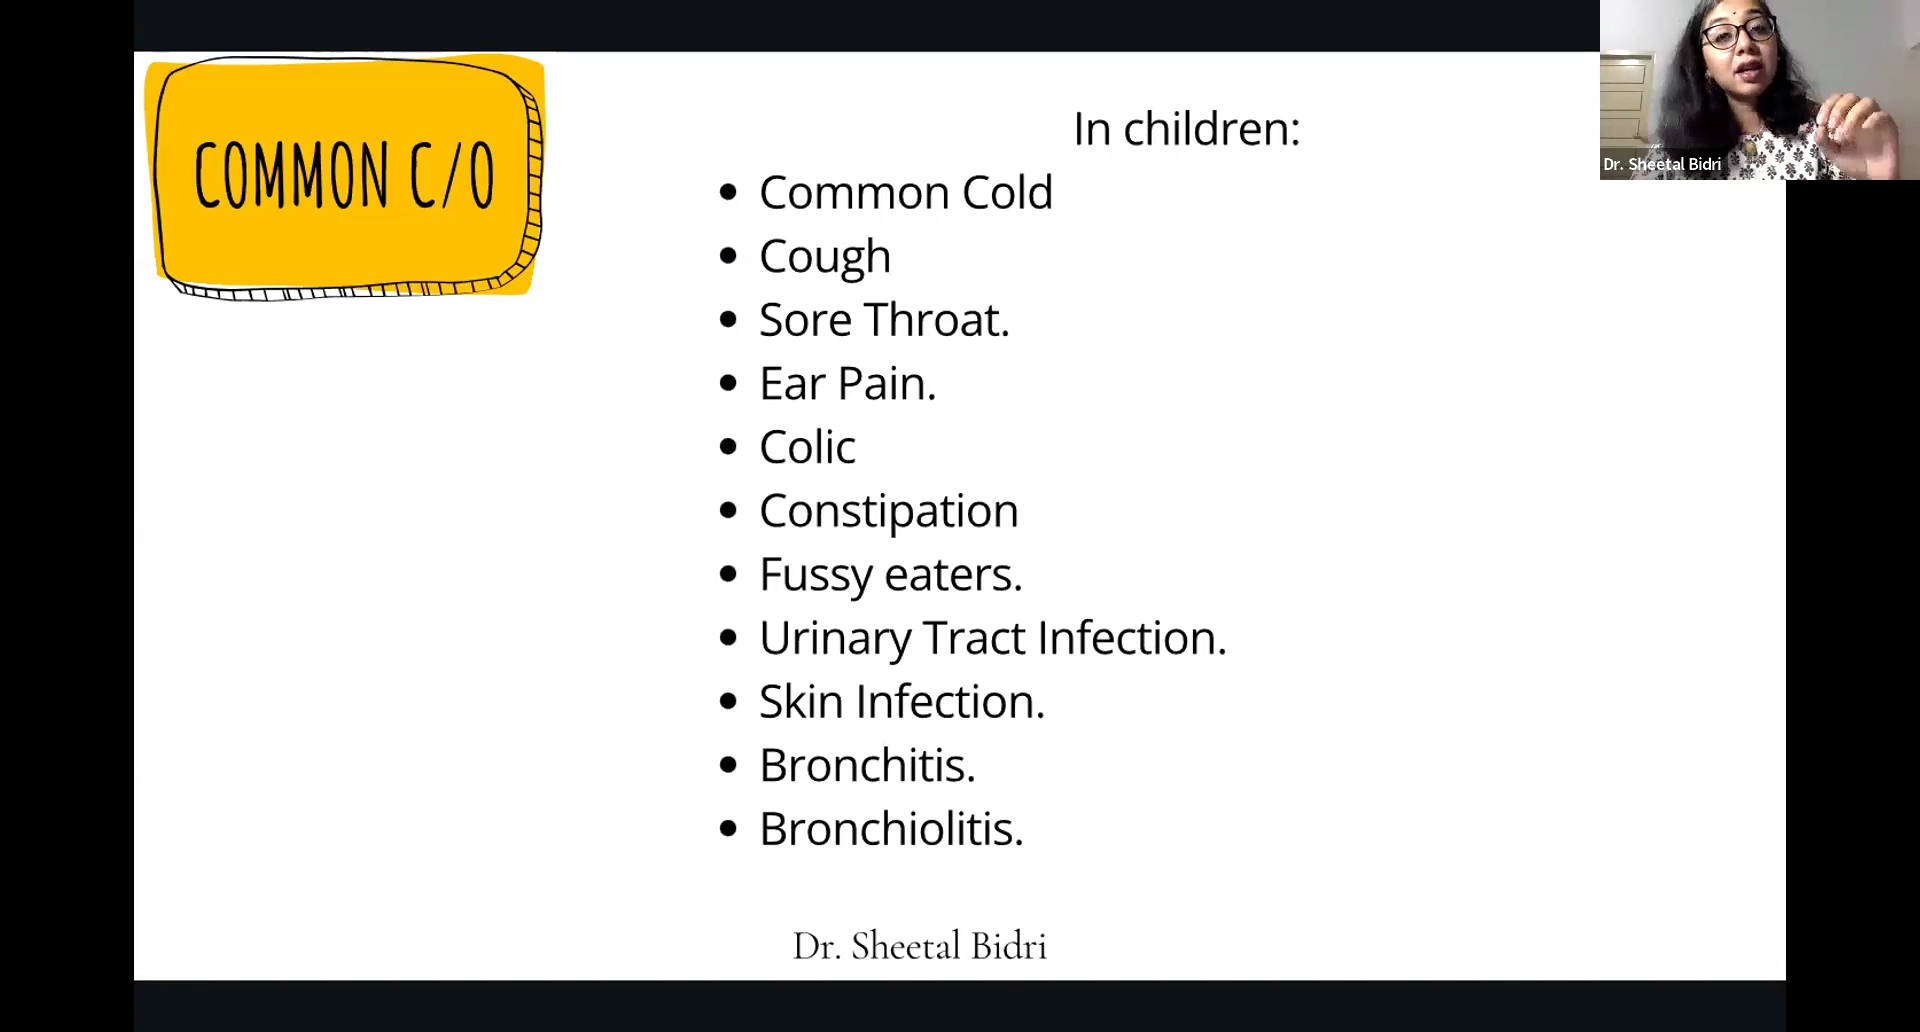 COMMON C/O
In children:
• Common Cold
• Cough
• Sore Throat.
• Ear Pain.
• Colic
• Constipation
• Fussy eaters.
• Urinary Tract Infection.
• Skin Infection.
• Bronchitis.
• Bronchiolitis.
Dr. Sheetal Bidri
Dr. Sheetal Bidri